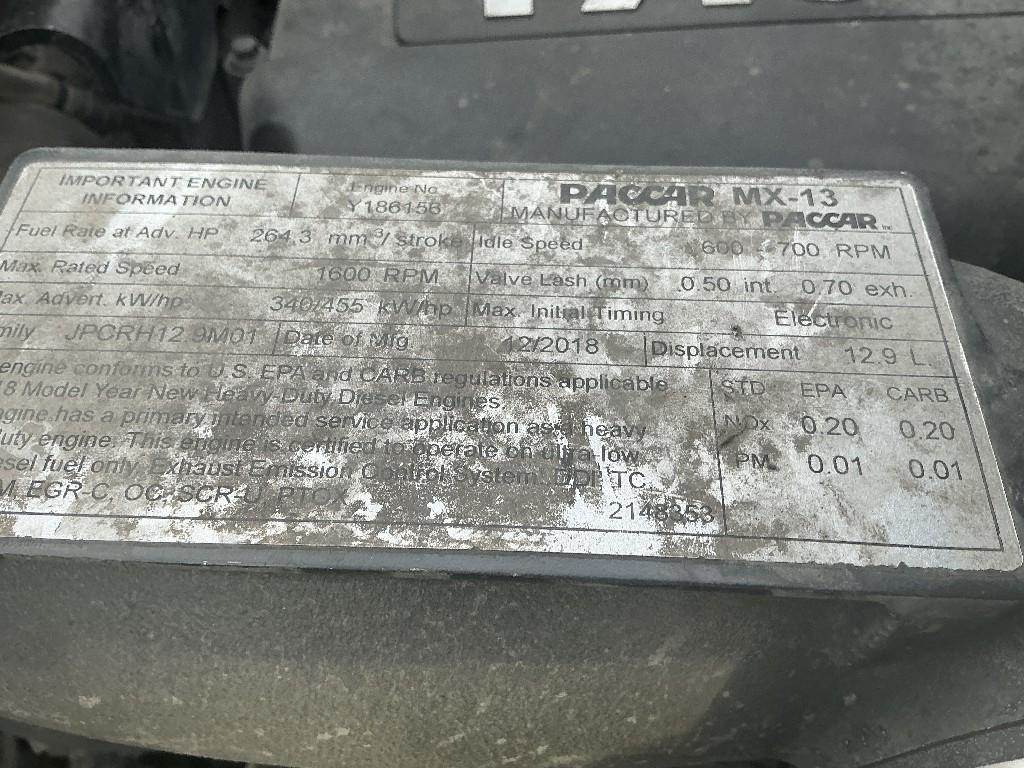 IMPORTANT ENGINE INFORMATION
Engine No. Y186156
PACCAR MX-13
MANUFACTURED BY PACCAR
Fuel Rate at Adv. HP 264.3 mm³/stroke
Idle Speed 600 - 700 RPM
Max. Rated Speed 1600 RPM
Valve Lash (mm) 0.50 int. 0.70 exh.
ax. Advert. kW/hp 340/455 kW/hp
Max. Initial Timing Electronic
mily JPCRH12.9M01
Date of Mfg. 12/2018
Displacement 12.9 L.
engine conforms to U.S. EPA and CARB regulations applicable
18 Model Year New Heavy-Duty Diesel Engines.
ngine has a primary intended service application as a heavy
uty engine. This engine is certified to operate on ultra-low
esel fuel only. Exhaust Emission Control System: DDI, TC,
M, EGR-C, OC, SCR-U, PTOX
2148353
STD EPA CARB
NOx 0.20 0.20
PM 0.01 0.01